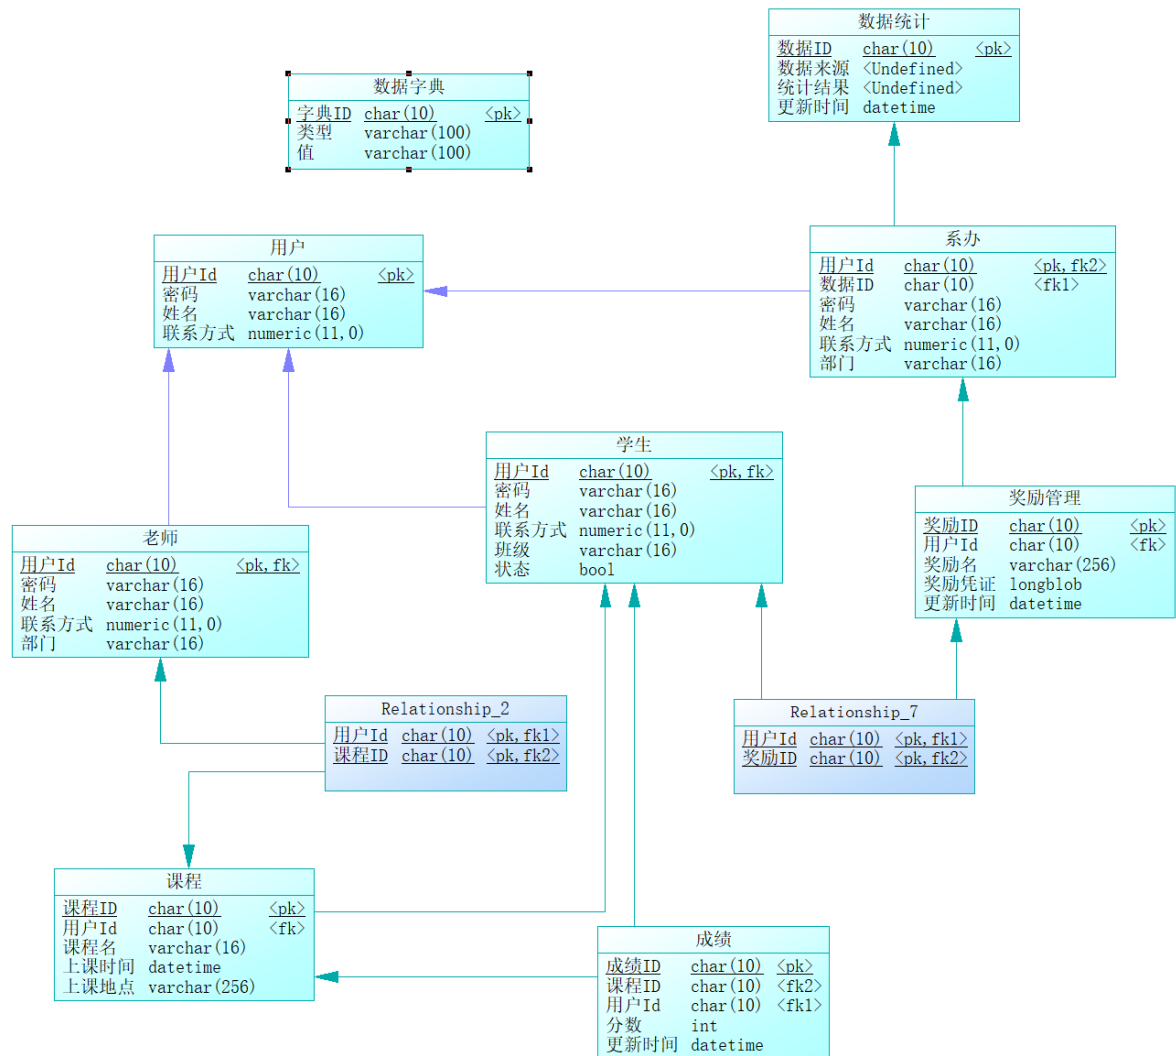 数据统计
数据ID char(10) <pk>
数据来源 <Undefined>
统计结果 <Undefined>
更新时间 datetime
数据字典
字典ID char(10) <pk>
类型 varchar(100)
值 varchar(100)
用户
用户Id char(10) <pk>
密码 varchar(16)
姓名 varchar(16)
联系方式 numeric(11,0)
系办
用户Id char(10) <pk,fk2>
数据ID char(10) <fk1>
密码 varchar(16)
姓名 varchar(16)
联系方式 numeric(11,0)
部门 varchar(16)
学生
用户Id char(10) <pk,fk>
密码 varchar(16)
姓名 varchar(16)
联系方式 numeric(11,0)
班级 varchar(16)
状态 bool
奖励管理
奖励ID char(10) <pk>
用户Id char(10) <fk>
奖励名 varchar(256)
奖励凭证 longblob
更新时间 datetime
老师
用户Id char(10) <pk,fk>
密码 varchar(16)
姓名 varchar(16)
联系方式 numeric(11,0)
部门 varchar(16)
Relationship_2
用户Id char(10) <pk,fk1>
课程ID char(10) <pk,fk2>
Relationship_7
用户Id char(10) <pk,fk1>
奖励ID char(10) <pk,fk2>
课程
课程ID char(10) <pk>
用户Id char(10) <fk>
课程名 varchar(16)
上课时间 datetime
上课地点 varchar(256)
成绩
成绩ID char(10) <pk>
课程ID char(10) <fk2>
用户Id char(10) <fk1>
分数 int
更新时间 datetime